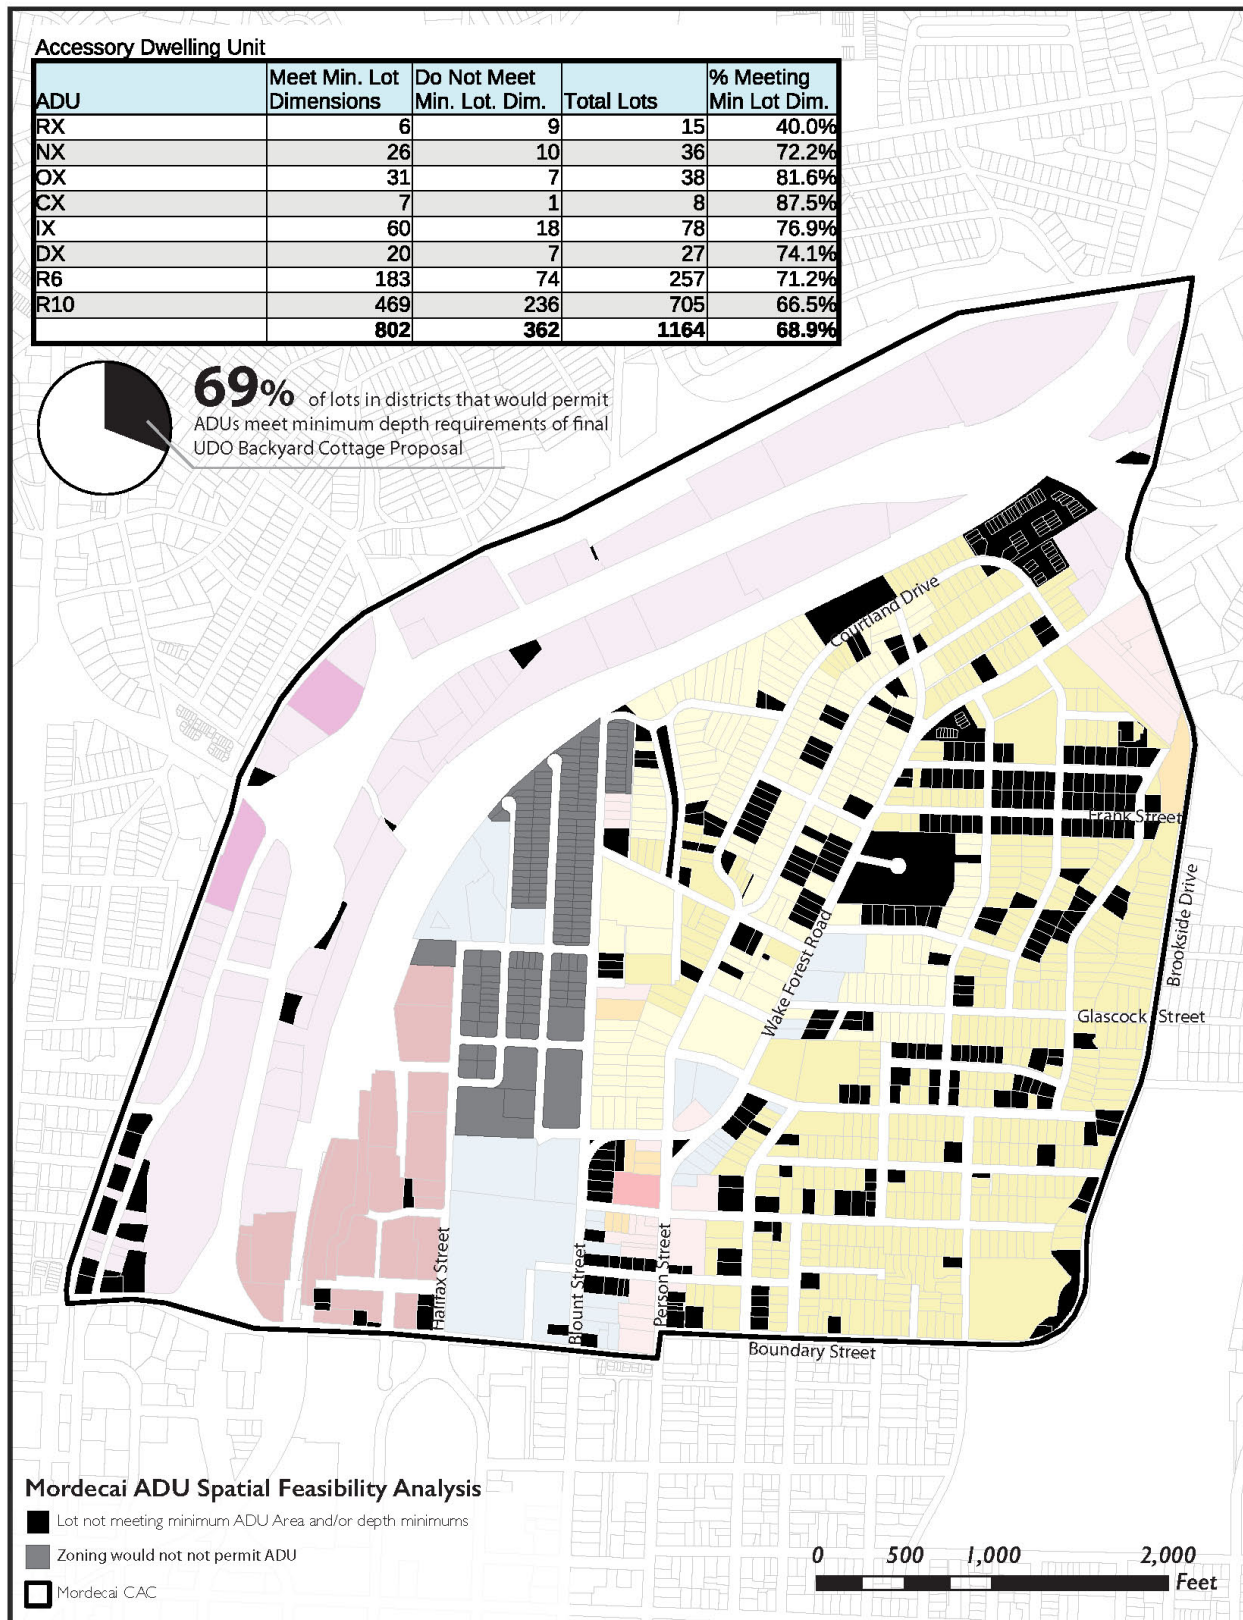 Accessory Dwelling Unit
ADU Meet Min. Lot Dimensions Do Not Meet Min. Lot. Dim. Total Lots % Meeting Min Lot Dim.
RX 6 9 15 40.0%
NX 26 10 36 72.2%
OX 31 7 38 81.6%
CX 7 1 8 87.5%
IX 60 18 78 76.9%
DX 20 7 27 74.1%
R6 183 74 257 71.2%
R10 469 236 705 66.5%
802 362 1164 68.9%
69% of lots in districts that would permit
ADUs meet minimum depth requirements of final
UDO Backyard Cottage Proposal
Courtland Drive
Frank Street
Brookside Drive
Wake Forest Road
Glascock Street
Halifax Street
Blount Street
Person Street
Boundary Street
Mordecai ADU Spatial Feasibility Analysis
Lot not meeting minimum ADU Area and/or depth minimums
Zoning would not not permit ADU
Mordecai CAC
0 500 1,000 2,000
Feet